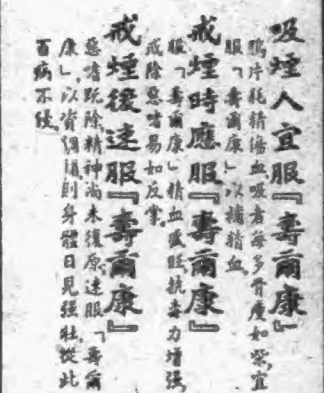 吸煙人宜服『壽爾康』
鴉片耗精傷血吸者每多骨瘦如柴宜
服「壽爾康」以補精血
戒煙時應服『壽爾康』
服「壽爾康」精血盛旺抗毒力增强
戒除惡嗜易如反掌
戒煙後速服『壽爾康』
惡嗜既除精神尚未復原速服「壽爾
康」以資調補則身體日見强壯從此
百病不侵